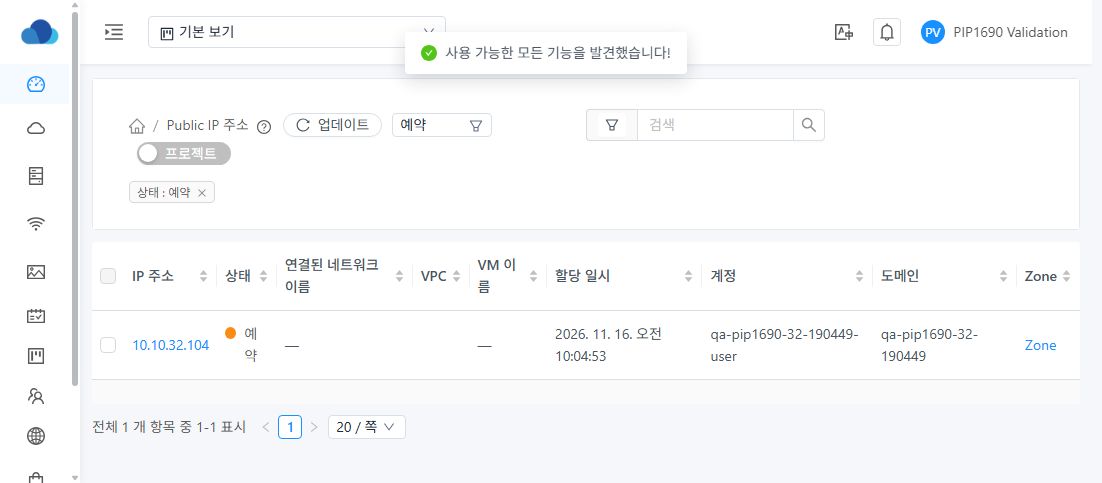 기본 보기
사용 가능한 모든 기능을 발견했습니다!
PV PIP1690 Validation
/ Public IP 주소 업데이트 예약 검색
프로젝트
상태 : 예약
IP 주소 상태 연결된 네트워크 이름 VPC VM 이름 할당 일시 계정 도메인 Zone
10.10.32.104 예약 — — 2026. 11. 16. 오전 10:04:53 qa-pip1690-32-190449-user qa-pip1690-32-190449 Zone
전체 1 개 항목 중 1-1 표시 < 1 > 20 / 쪽